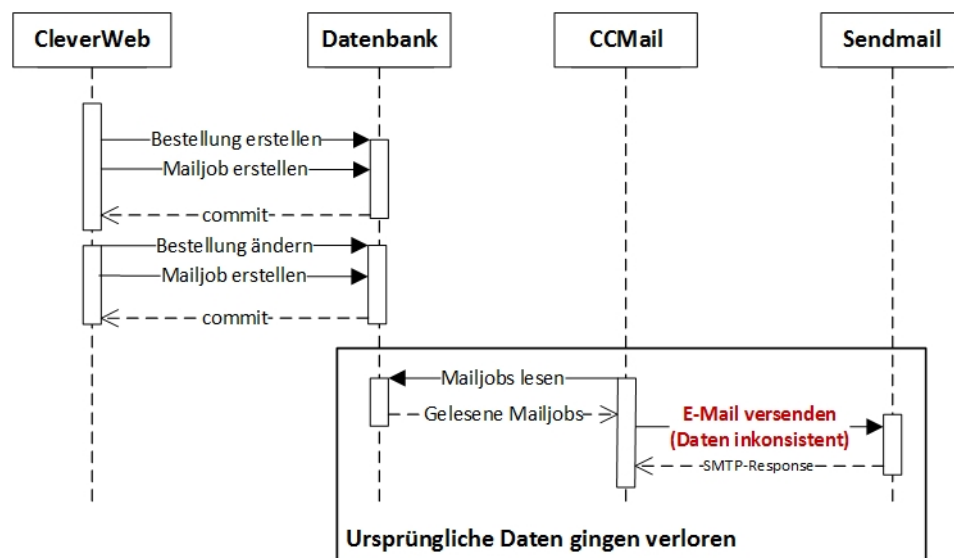 CleverWeb
Datenbank
CCMail
Sendmail
Bestellung erstellen
Mailjob erstellen
commit
Bestellung ändern
Mailjob erstellen
commit
Mailjobs lesen
Gelesene Mailjobs
E-Mail versenden
(Daten inkonsistent)
SMTP-Response
Ursprüngliche Daten gingen verloren